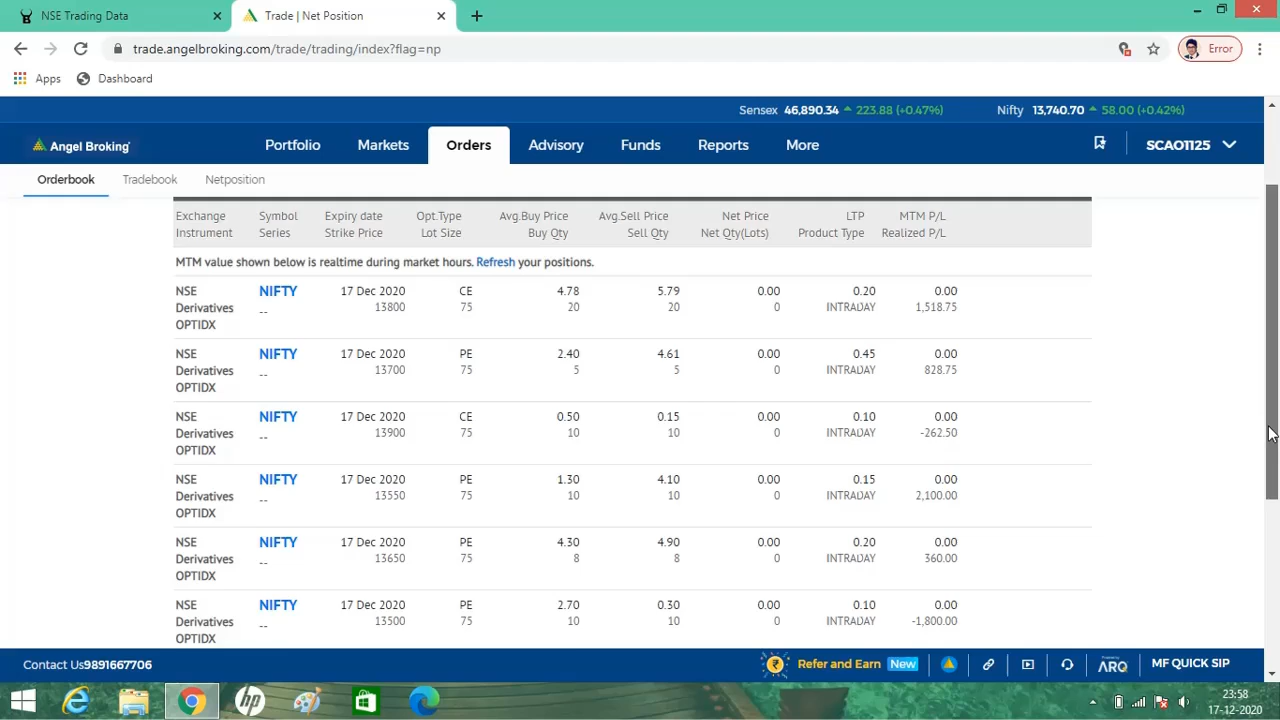 NSE Trading Data
Trade | Net Position
trade.angelbroking.com/trade/trading/index?flag=np
Error
Apps Dashboard
Sensex 46,890.34 223.88 (+0.47%) Nifty 13,740.70 58.00 (+0.42%)
Angel Broking Portfolio Markets Orders Advisory Funds Reports More SCAO1125
Orderbook Tradebook Netposition
Exchange Symbol Expiry date Opt.Type Avg.Buy Price Avg.Sell Price Net Price LTP MTM P/L
Instrument Series Strike Price Lot Size Buy Qty Sell Qty Net Qty(Lots) Product Type Realized P/L
MTM value shown below is realtime during market hours. Refresh your positions.
NSE NIFTY 17 Dec 2020 CE 4.78 5.79 0.00 0.20 0.00
Derivatives -- 13800 75 20 20 0 INTRADAY 1,518.75
OPTIDX
NSE NIFTY 17 Dec 2020 PE 2.40 4.61 0.00 0.45 0.00
Derivatives -- 13700 75 5 5 0 INTRADAY 828.75
OPTIDX
NSE NIFTY 17 Dec 2020 CE 0.50 0.15 0.00 0.10 0.00
Derivatives -- 13900 75 10 10 0 INTRADAY -262.50
OPTIDX
NSE NIFTY 17 Dec 2020 PE 1.30 4.10 0.00 0.15 0.00
Derivatives -- 13550 75 10 10 0 INTRADAY 2,100.00
OPTIDX
NSE NIFTY 17 Dec 2020 PE 4.30 4.90 0.00 0.20 0.00
Derivatives -- 13650 75 8 8 0 INTRADAY 360.00
OPTIDX
NSE NIFTY 17 Dec 2020 PE 2.70 0.30 0.00 0.10 0.00
Derivatives -- 13500 75 10 10 0 INTRADAY -1,800.00
OPTIDX
Contact Us9891667706 Refer and Earn New ARQ MF QUICK SIP
23:58
17-12-2020